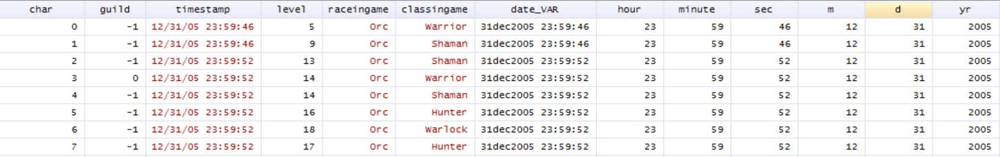 char guild timestamp level raceingame classingame date_VAR hour minute sec m d yr
0 -1 12/31/05 23:59:46 5 Orc Warrior 31dec2005 23:59:46 23 59 46 12 31 2005
1 -1 12/31/05 23:59:46 9 Orc Shaman 31dec2005 23:59:46 23 59 46 12 31 2005
2 -1 12/31/05 23:59:52 13 Orc Shaman 31dec2005 23:59:52 23 59 52 12 31 2005
3 0 12/31/05 23:59:52 14 Orc Warrior 31dec2005 23:59:52 23 59 52 12 31 2005
4 -1 12/31/05 23:59:52 14 Orc Shaman 31dec2005 23:59:52 23 59 52 12 31 2005
5 -1 12/31/05 23:59:52 16 Orc Hunter 31dec2005 23:59:52 23 59 52 12 31 2005
6 -1 12/31/05 23:59:52 18 Orc Warlock 31dec2005 23:59:52 23 59 52 12 31 2005
7 -1 12/31/05 23:59:52 17 Orc Hunter 31dec2005 23:59:52 23 59 52 12 31 2005